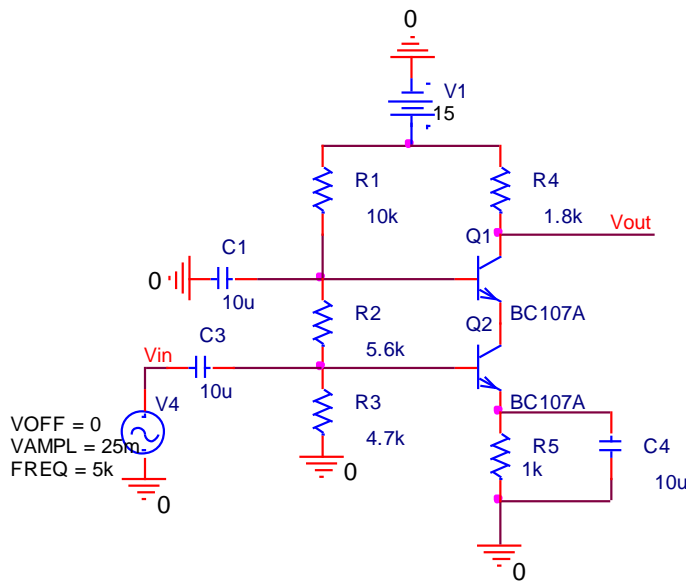 0
V1
15
R1
10k
R4
1.8k
Vout
C1
0
10u
Q1
BC107A
R2
5.6k
C3
Vin
10u
Q2
BC107A
V4
VOFF = 0
VAMPL = 25m
FREQ = 5k
0
R3
4.7k
0
R5
1k
C4
10u
0